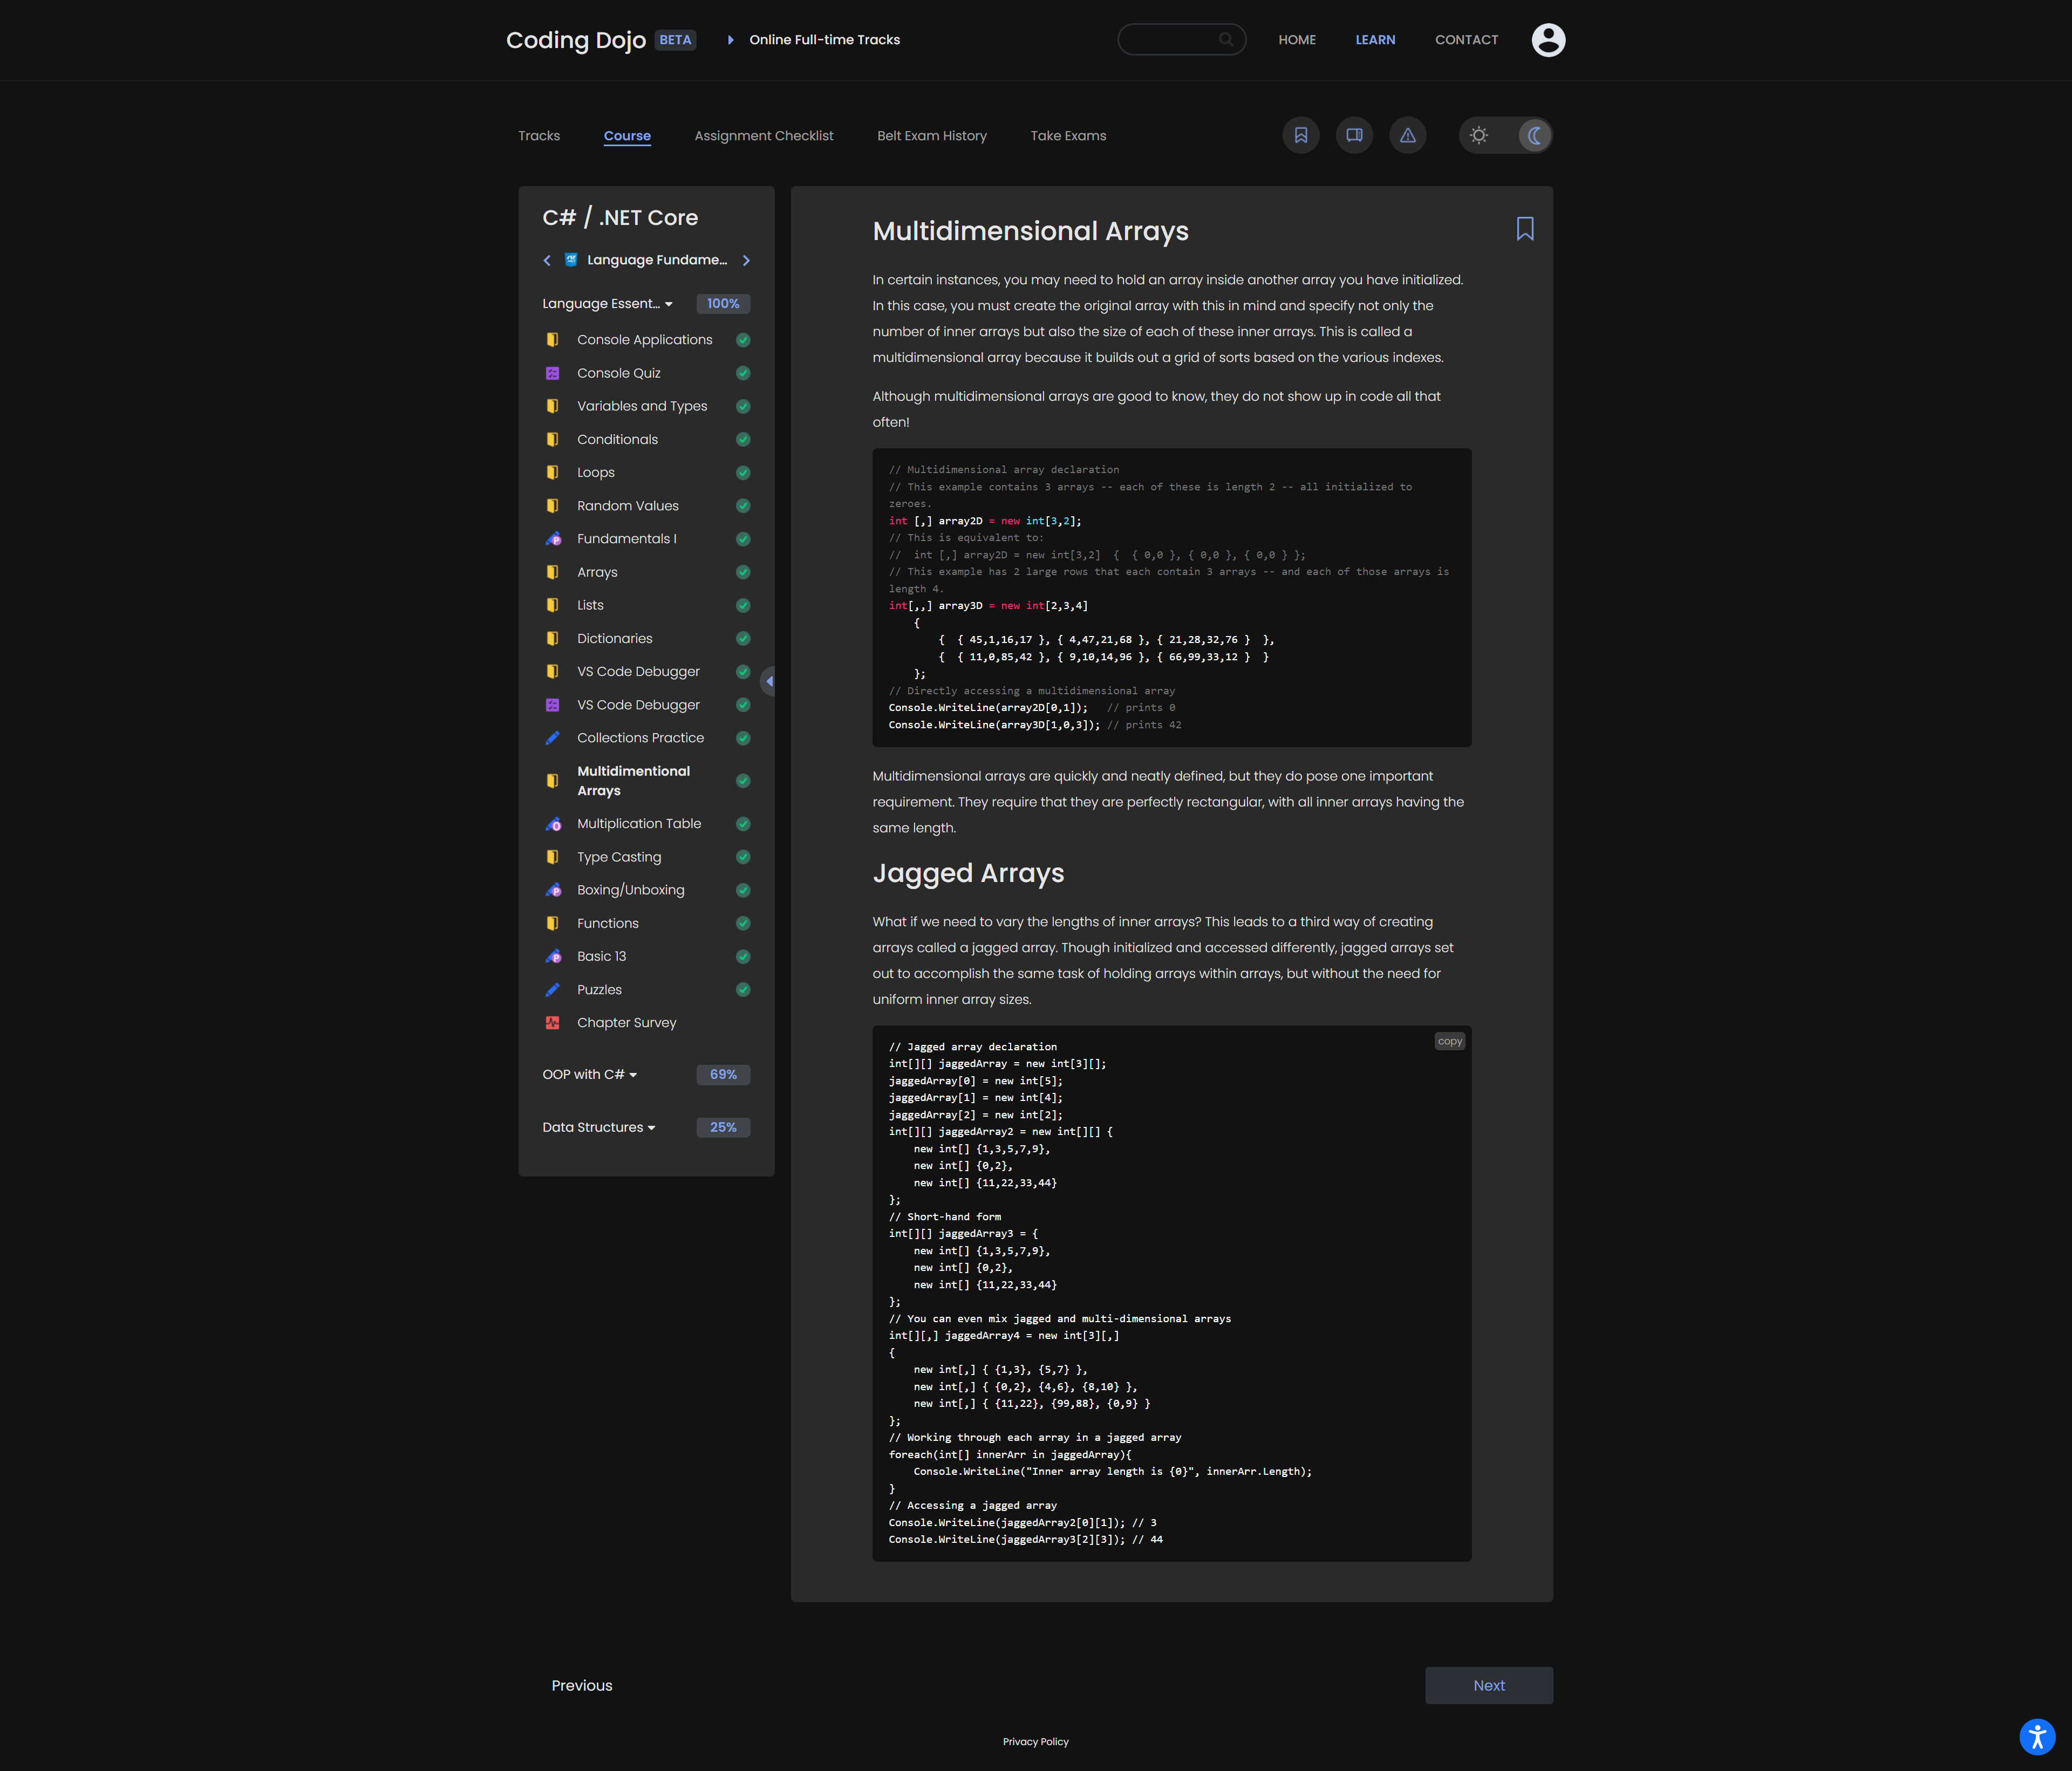 Coding Dojo BETA Online Full-time Tracks HOME LEARN CONTACT
Tracks Course Assignment Checklist Belt Exam History Take Exams
C# / .NET Core
Language Fundame...
Language Essent... 100%
Console Applications
Console Quiz
Variables and Types
Conditionals
Loops
Random Values
Fundamentals I
Arrays
Lists
Dictionaries
VS Code Debugger
VS Code Debugger
Collections Practice
Multidimentional
Arrays
Multiplication Table
Type Casting
Boxing/Unboxing
Functions
Basic 13
Puzzles
Chapter Survey
OOP with C# 69%
Data Structures 25%
Multidimensional Arrays
In certain instances, you may need to hold an array inside another array you have initialized.
In this case, you must create the original array with this in mind and specify not only the
number of inner arrays but also the size of each of these inner arrays. This is called a
multidimensional array because it builds out a grid of sorts based on the various indexes.
Although multidimensional arrays are good to know, they do not show up in code all that
often!
// Multidimensional array declaration
// This example contains 3 arrays -- each of these is length 2 -- all initialized to
zeroes.
int [,] array2D = new int[3,2];
// This is equivalent to:
//  int [,] array2D = new int[3,2]  {  { 0,0 }, { 0,0 }, { 0,0 } };
// This example has 2 large rows that each contain 3 arrays -- and each of those arrays is
length 4.
int[,,] array3D = new int[2,3,4]
    {
        {  { 45,1,16,17 }, { 4,47,21,68 }, { 21,28,32,76 }  },
        {  { 11,0,85,42 }, { 9,10,14,96 }, { 66,99,33,12 }  }
    };
// Directly accessing a multidimensional array
Console.WriteLine(array2D[0,1]);   // prints 0
Console.WriteLine(array3D[1,0,3]); // prints 42
Multidimensional arrays are quickly and neatly defined, but they do pose one important
requirement. They require that they are perfectly rectangular, with all inner arrays having the
same length.
Jagged Arrays
What if we need to vary the lengths of inner arrays? This leads to a third way of creating
arrays called a jagged array. Though initialized and accessed differently, jagged arrays set
out to accomplish the same task of holding arrays within arrays, but without the need for
uniform inner array sizes.
copy
// Jagged array declaration
int[][] jaggedArray = new int[3][];
jaggedArray[0] = new int[5];
jaggedArray[1] = new int[4];
jaggedArray[2] = new int[2];
int[][] jaggedArray2 = new int[][] {
    new int[] {1,3,5,7,9},
    new int[] {0,2},
    new int[] {11,22,33,44}
};
// Short-hand form
int[][] jaggedArray3 = {
    new int[] {1,3,5,7,9},
    new int[] {0,2},
    new int[] {11,22,33,44}
};
// You can even mix jagged and multi-dimensional arrays
int[][,] jaggedArray4 = new int[3][,]
{
    new int[,] { {1,3}, {5,7} },
    new int[,] { {0,2}, {4,6}, {8,10} },
    new int[,] { {11,22}, {99,88}, {0,9} }
};
// Working through each array in a jagged array
foreach(int[] innerArr in jaggedArray){
    Console.WriteLine("Inner array length is {0}", innerArr.Length);
}
// Accessing a jagged array
Console.WriteLine(jaggedArray2[0][1]); // 3
Console.WriteLine(jaggedArray3[2][3]); // 44
Previous Next
Privacy Policy